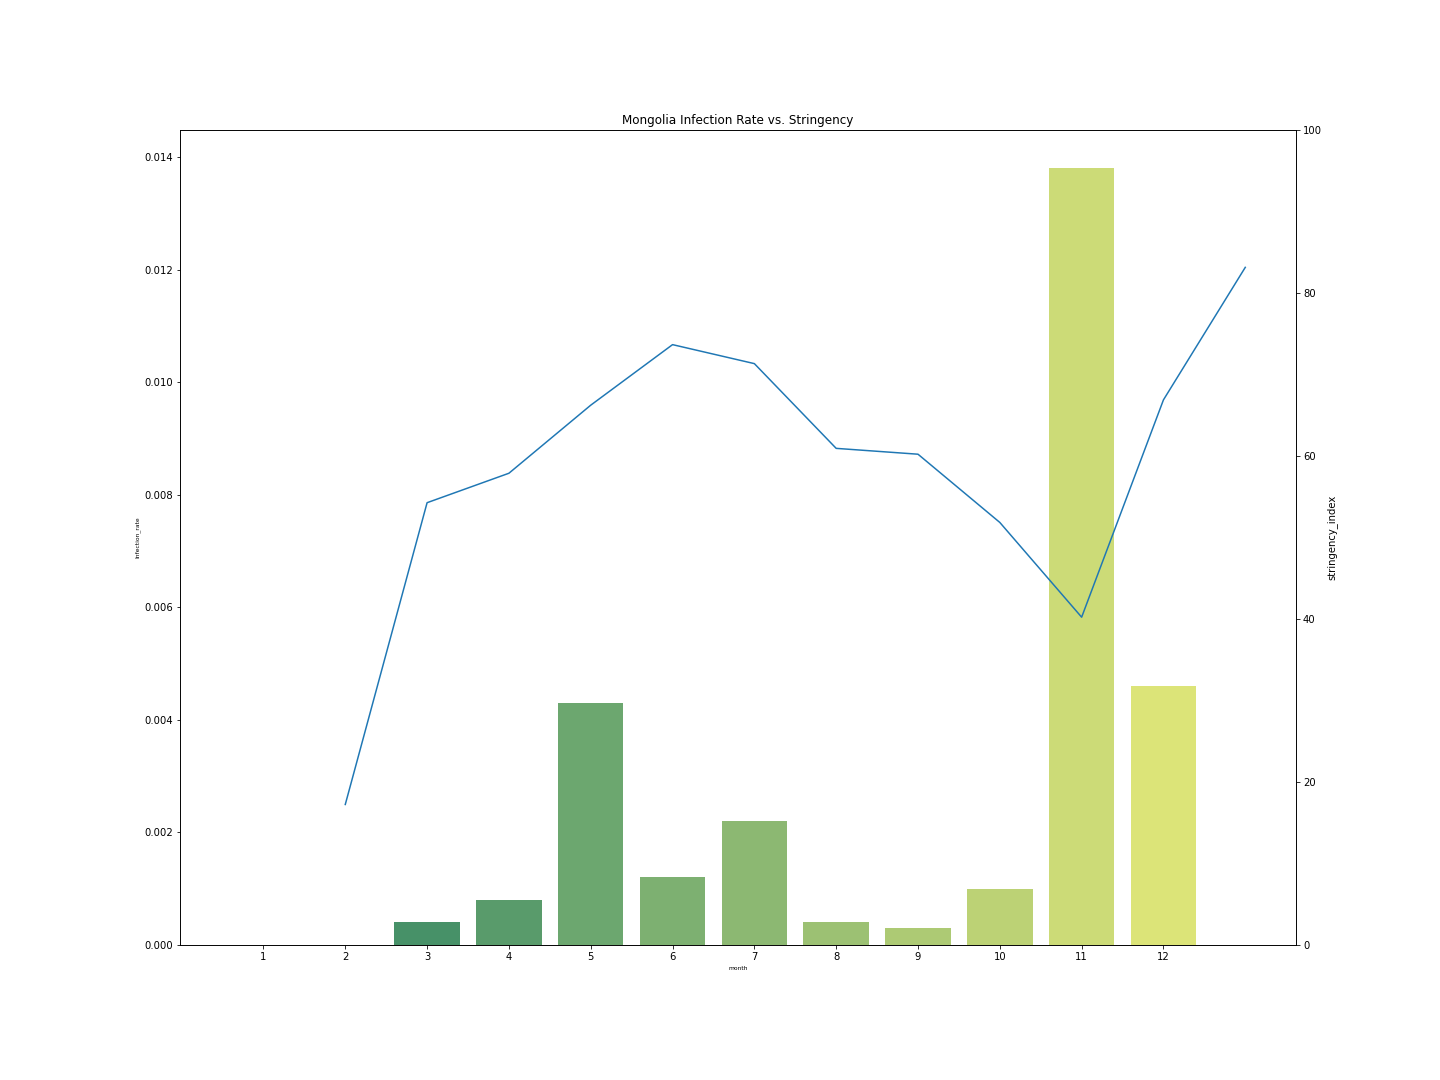 Mongolia Infection Rate vs. Stringency
0.014
0.012
0.010
0.008
0.006
0.004
0.002
0.000
Infection_rate
100
80
60
40
20
0
stringency_index
1 2 3 4 5 6 7 8 9 10 11 12
month